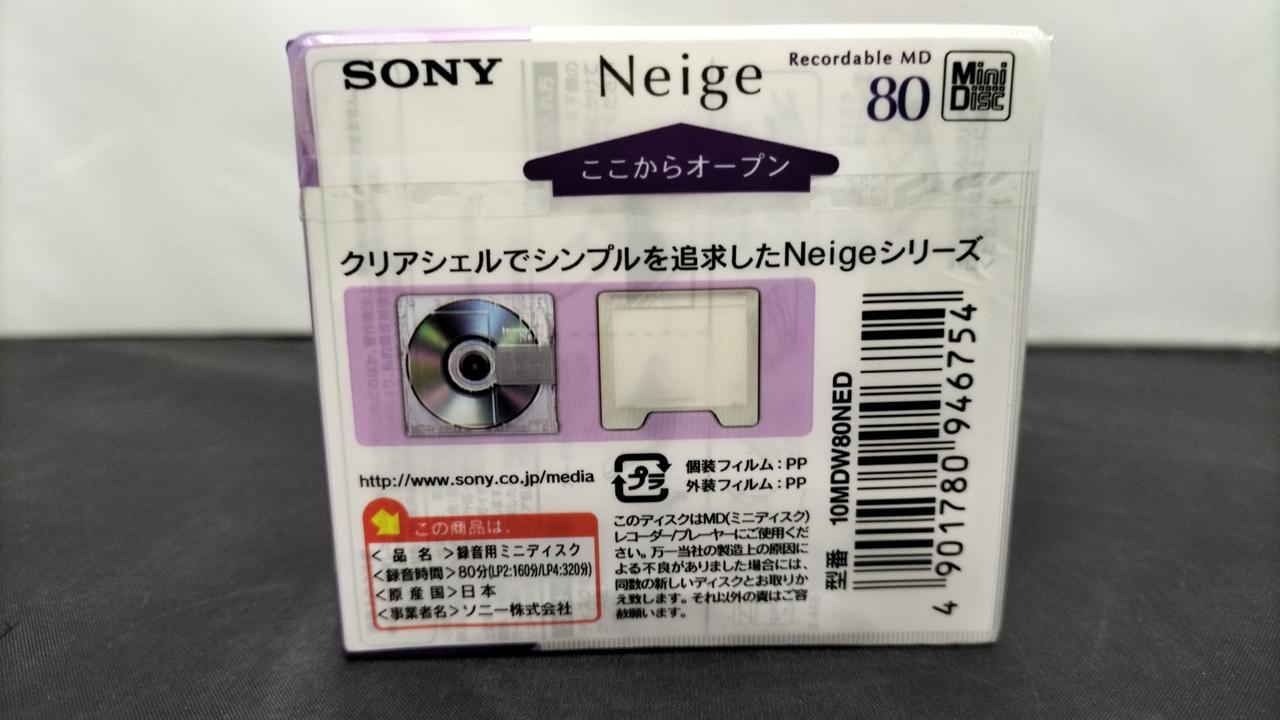 SONY
Neige
Recordable MD
80
Mini
Disc
ここからオープン
クリアシェルでシンプルを追求したNeigeシリーズ
http://www.sony.co.jp/media
プラ
個装フィルム：PP
外装フィルム：PP
この商品は、
＜品 名＞録音用ミニディスク
＜録音時間＞80分(LP2:160分/LP4:320分)
＜原 産 国＞日本
＜事業者名＞ソニー株式会社
このディスクはMD(ミニディスク)
レコーダー/プレーヤーにご使用くだ
さい。万一当社の製造上の原因に
よる不良がありました場合には、
同数の新しいディスクとお取りか
え致します。それ以外の責はご容
赦願います。
型番 10MDW80NED
4 901780 946754